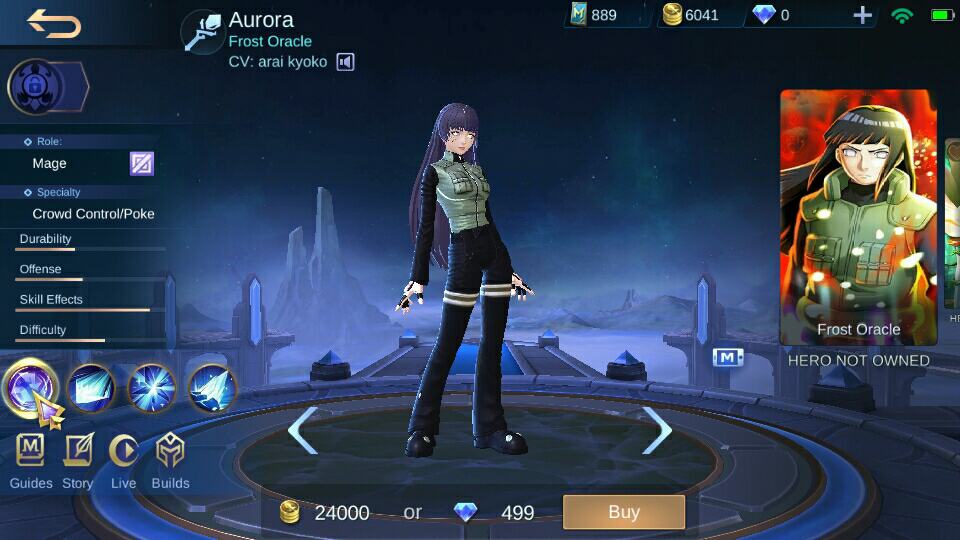 Aurora
Frost Oracle
CV: arai kyoko
889
6041
0
Role:
Mage
Specialty
Crowd Control/Poke
Durability
Offense
Skill Effects
Difficulty
M
Guides
Story
Live
Builds
M
Frost Oracle
HERO NOT OWNED
24000
or
499
Buy